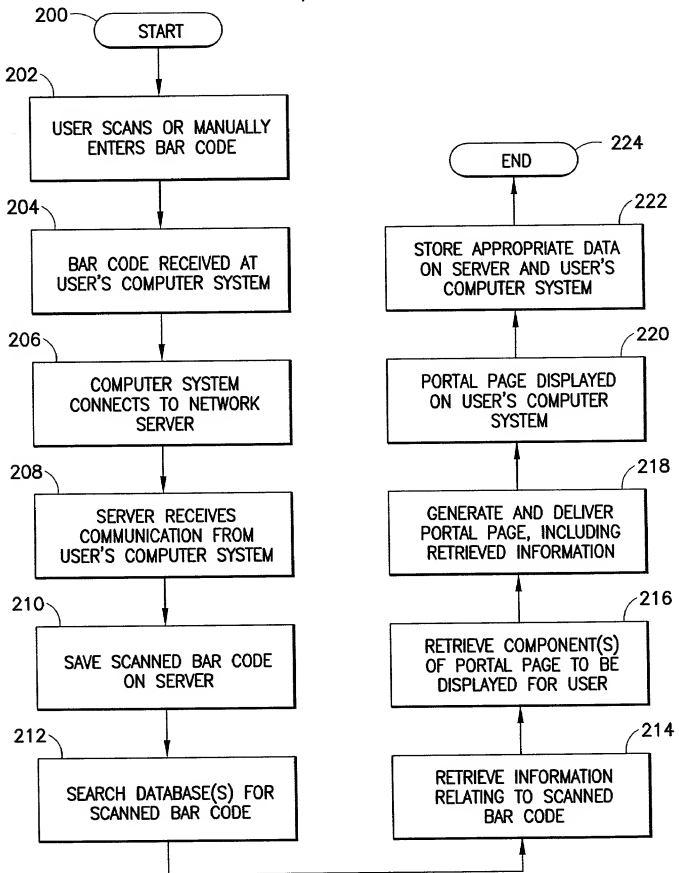 200
START
202
USER SCANS OR MANUALLY
ENTERS BAR CODE
204
BAR CODE RECEIVED AT
USER'S COMPUTER SYSTEM
206
COMPUTER SYSTEM
CONNECTS TO NETWORK
SERVER
208
SERVER RECEIVES
COMMUNICATION FROM
USER'S COMPUTER SYSTEM
210
SAVE SCANNED BAR CODE
ON SERVER
212
SEARCH DATABASE(S) FOR
SCANNED BAR CODE
214
RETRIEVE INFORMATION
RELATING TO SCANNED
BAR CODE
216
RETRIEVE COMPONENT(S)
OF PORTAL PAGE TO BE
DISPLAYED FOR USER
218
GENERATE AND DELIVER
PORTAL PAGE, INCLUDING
RETRIEVED INFORMATION
220
PORTAL PAGE DISPLAYED
ON USER'S COMPUTER
SYSTEM
222
STORE APPROPRIATE DATA
ON SERVER AND USER'S
COMPUTER SYSTEM
224
END